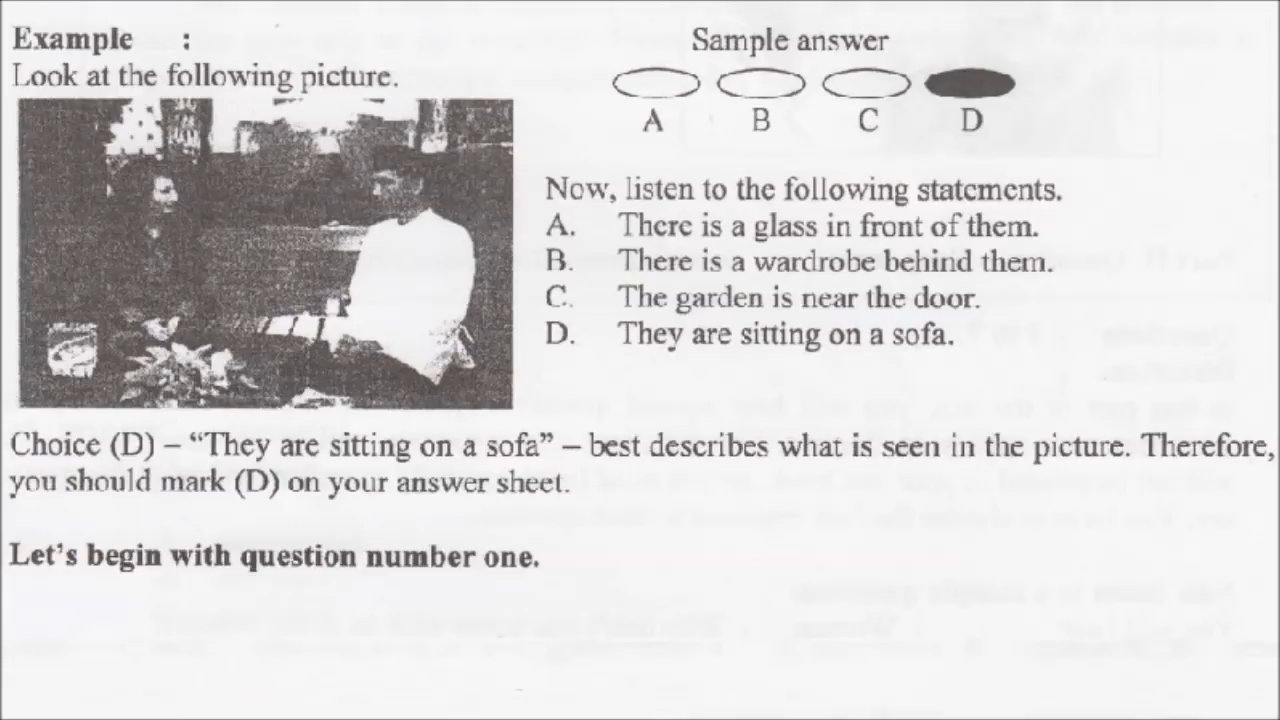 Example :
Look at the following picture.
Sample answer
A B C D
Now, listen to the following statements.
A. There is a glass in front of them.
B. There is a wardrobe behind them.
C. The garden is near the door.
D. They are sitting on a sofa.
Choice (D) – “They are sitting on a sofa” – best describes what is seen in the picture. Therefore,
you should mark (D) on your answer sheet.
Let’s begin with question number one.